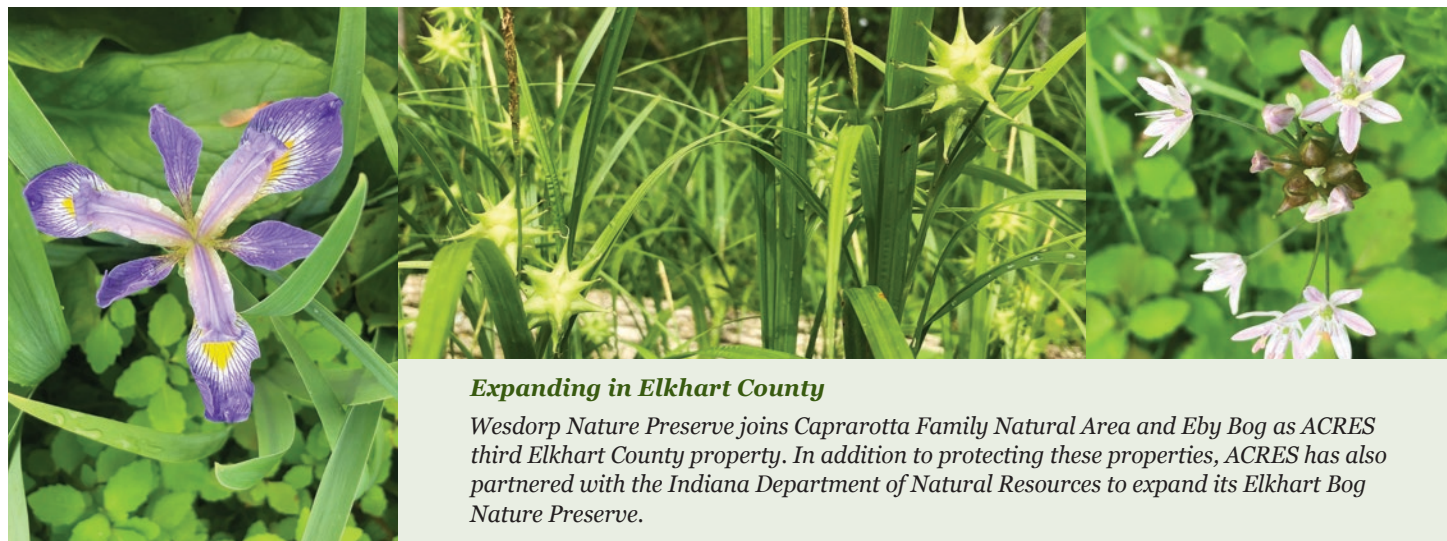 Expanding in Elkhart County
Wesdorp Nature Preserve joins Caprarotta Family Natural Area and Eby Bog as ACRES
third Elkhart County property. In addition to protecting these properties, ACRES has also
partnered with the Indiana Department of Natural Resources to expand its Elkhart Bog
Nature Preserve.